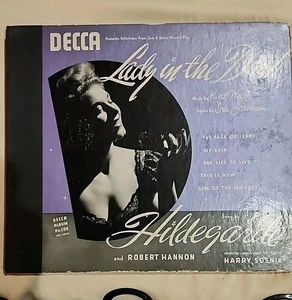 DECCA
Presents Selections from Sam H. Harris Musical Play
Lady in the Dark
Music by Kurt Weill
Lyrics by Ira Gershwin
THE SAGA OF JENNY
MY SHIP
ONE LIFE TO LIVE
THIS IS NEW
GIRL OF THE MOMENT
DECCA
ALBUM
Hildegarde
and ROBERT HANNON
HARRY SOSNIK